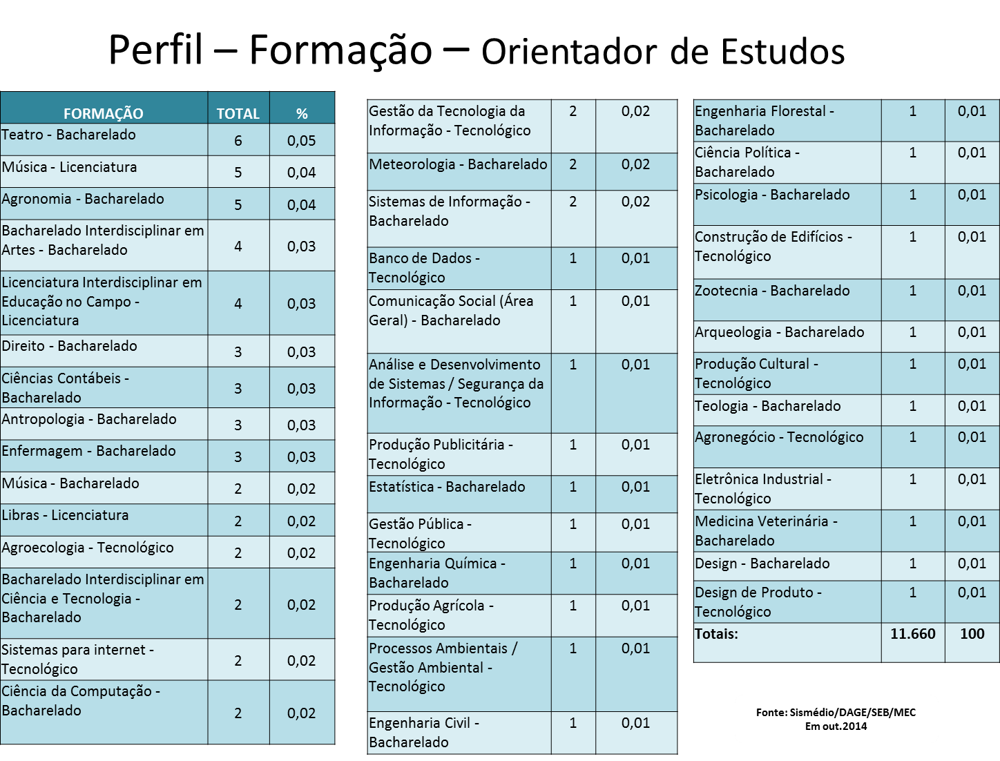 Perfil – Formação – Orientador de Estudos
FORMAÇÃO TOTAL %
Teatro - Bacharelado 6 0,05
Música - Licenciatura 5 0,04
Agronomia - Bacharelado 5 0,04
Bacharelado Interdisciplinar em
Artes - Bacharelado 4 0,03
Licenciatura Interdisciplinar em
Educação no Campo - 4 0,03
Licenciatura
Direito - Bacharelado 3 0,03
Ciências Contábeis -
Bacharelado 3 0,03
Antropologia - Bacharelado 3 0,03
Enfermagem - Bacharelado 3 0,03
Música - Bacharelado 2 0,02
Libras - Licenciatura 2 0,02
Agroecologia - Tecnológico 2 0,02
Bacharelado Interdisciplinar em
Ciência e Tecnologia - 2 0,02
Bacharelado
Sistemas para internet -
Tecnológico 2 0,02
Ciência da Computação -
Bacharelado 2 0,02
Gestão da Tecnologia da 2 0,02
Informação - Tecnológico
Meteorologia - Bacharelado 2 0,02
Sistemas de Informação - 2 0,02
Bacharelado
Banco de Dados - 1 0,01
Tecnológico
Comunicação Social (Área 1 0,01
Geral) - Bacharelado
Análise e Desenvolvimento 1 0,01
de Sistemas / Segurança da
Informação - Tecnológico
Produção Publicitária - 1 0,01
Tecnológico
Estatística - Bacharelado 1 0,01
Gestão Pública - 1 0,01
Tecnológico
Engenharia Química - 1 0,01
Bacharelado
Produção Agrícola - 1 0,01
Tecnológico
Processos Ambientais / 1 0,01
Gestão Ambiental -
Tecnológico
Engenharia Civil - 1 0,01
Bacharelado
Engenharia Florestal - 1 0,01
Bacharelado
Ciência Política - 1 0,01
Bacharelado
Psicologia - Bacharelado 1 0,01
Construção de Edifícios - 1 0,01
Tecnológico
Zootecnia - Bacharelado 1 0,01
Arqueologia - Bacharelado 1 0,01
Produção Cultural - 1 0,01
Tecnológico
Teologia - Bacharelado 1 0,01
Agronegócio - Tecnológico 1 0,01
Eletrônica Industrial - 1 0,01
Tecnológico
Medicina Veterinária - 1 0,01
Bacharelado
Design - Bacharelado 1 0,01
Design de Produto - 1 0,01
Tecnológico
Totais: 11.660 100
Fonte: Sismédio/DAGE/SEB/MEC
Em out.2014